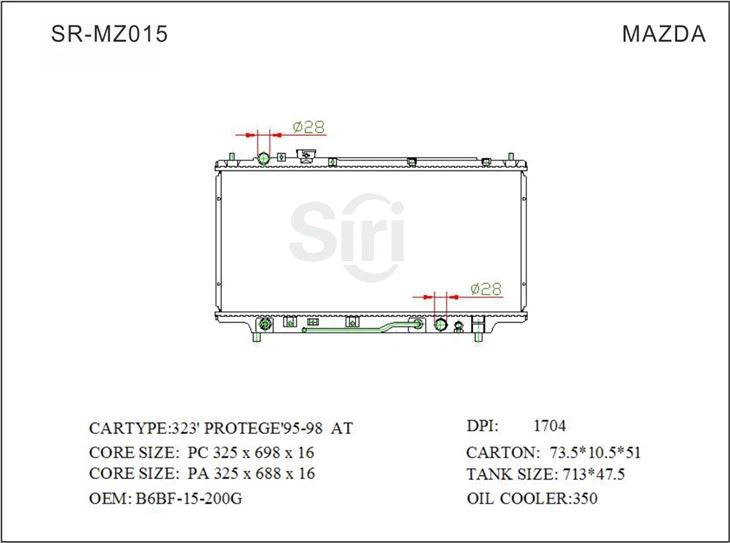 SR-MZ015
MAZDA
ø28
Siri
ø28
CARTYPE:323' PROTEGE'95-98 AT
CORE SIZE: PC 325 x 698 x 16
CORE SIZE: PA 325 x 688 x 16
OEM: B6BF-15-200G
DPI: 1704
CARTON: 73.5*10.5*51
TANK SIZE: 713*47.5
OIL COOLER:350